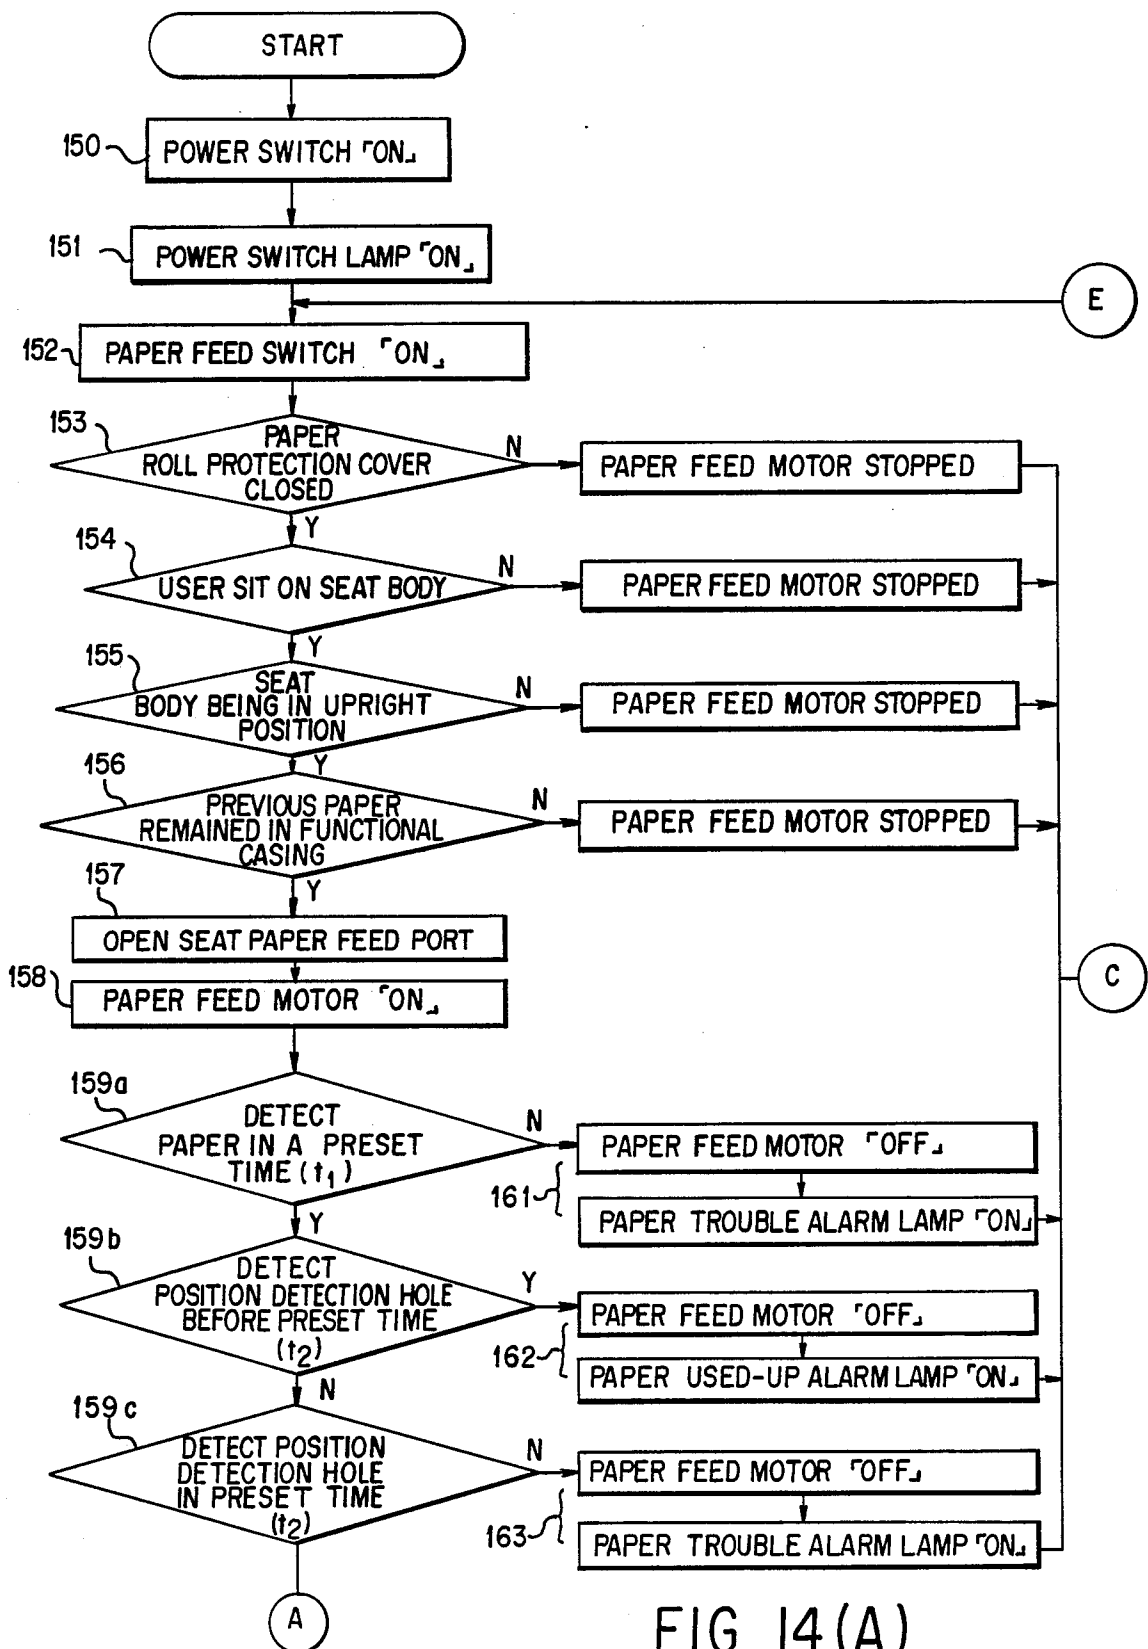 START
150
POWER SWITCH 「ON」
151
POWER SWITCH LAMP 「ON」
E
152
PAPER FEED SWITCH 「ON」
153
PAPER
ROLL PROTECTION COVER
CLOSED
N
PAPER FEED MOTOR STOPPED
Y
154
USER SIT ON SEAT BODY
N
PAPER FEED MOTOR STOPPED
Y
155
SEAT
BODY BEING IN UPRIGHT
POSITION
N
PAPER FEED MOTOR STOPPED
Y
156
PREVIOUS PAPER
REMAINED IN FUNCTIONAL
CASING
N
PAPER FEED MOTOR STOPPED
Y
157
OPEN SEAT PAPER FEED PORT
C
158
PAPER FEED MOTOR 「ON」
159a
DETECT
PAPER IN A PRESET
TIME (t1)
N
PAPER FEED MOTOR 「OFF」
161
PAPER TROUBLE ALARM LAMP 「ON」
Y
159b
DETECT
POSITION DETECTION HOLE
BEFORE PRESET TIME
(t2)
Y
PAPER FEED MOTOR 「OFF」
162
PAPER USED-UP ALARM LAMP 「ON」
N
159c
DETECT POSITION
DETECTION HOLE
IN PRESET TIME
(t2)
N
PAPER FEED MOTOR 「OFF」
163
PAPER TROUBLE ALARM LAMP 「ON」
A
FIG 14(A)